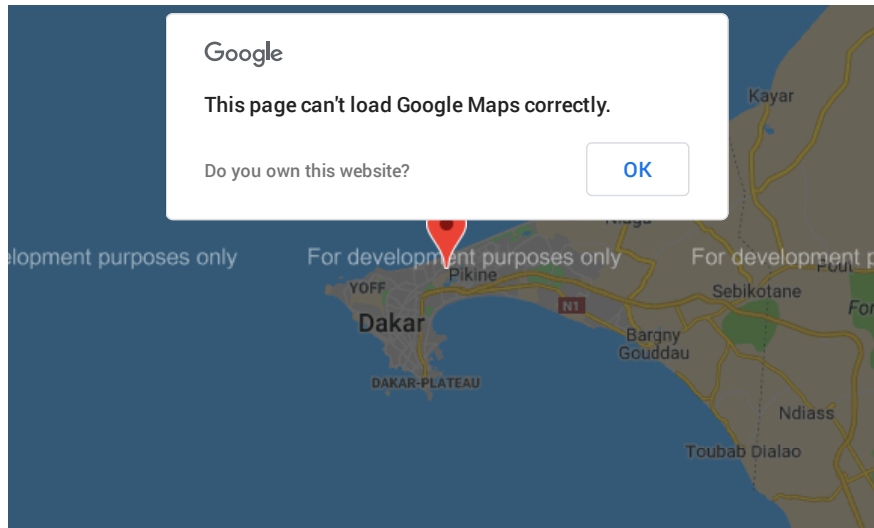 Google
This page can't load Google Maps correctly.
Do you own this website?
OK
Kayar
elopment purposes only
For development purposes only
For development p
Pout
Pikine
YOFF
Sebikotane
N1
For
Dakar
Bargny
Gouddau
DAKAR-PLATEAU
Ndiass
Toubab Dialao